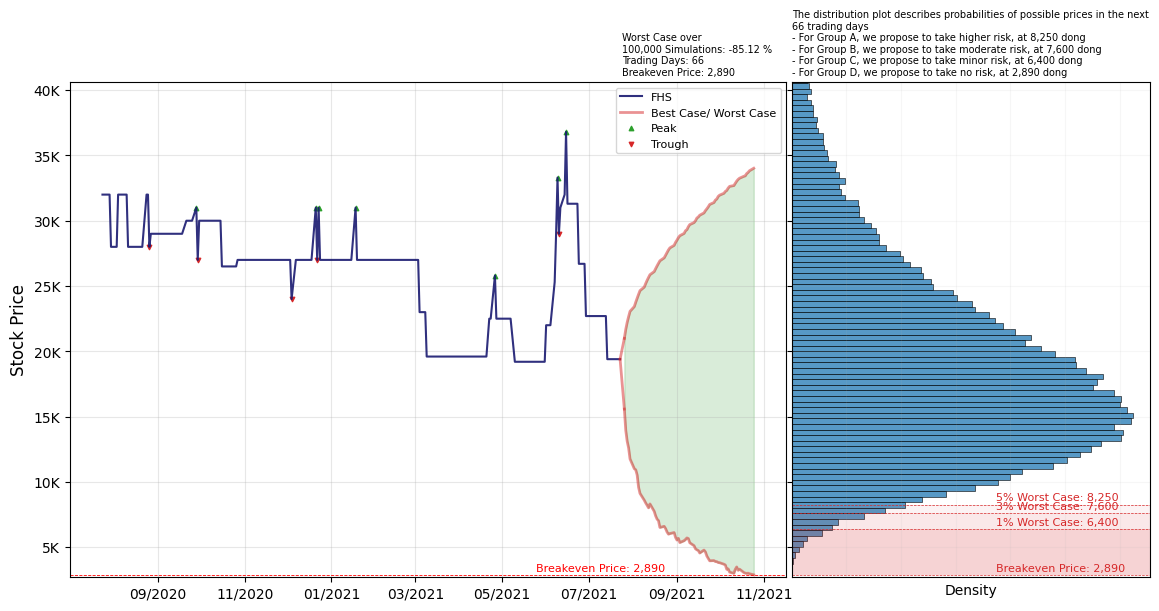 Worst Case over
100,000 Simulations: -85.12 %
Trading Days: 66
Breakeven Price: 2,890
The distribution plot describes probabilities of possible prices in the next
66 trading days
- For Group A, we propose to take higher risk, at 8,250 dong
- For Group B, we propose to take moderate risk, at 7,600 dong
- For Group C, we propose to take minor risk, at 6,400 dong
- For Group D, we propose to take no risk, at 2,890 dong
FHS
Best Case/ Worst Case
Peak
Trough
Stock Price
40K
35K
30K
25K
20K
15K
10K
5K
Breakeven Price: 2,890
09/2020
11/2020
01/2021
03/2021
05/2021
07/2021
09/2021
11/2021
5% Worst Case: 8,250
3% Worst Case: 7,600
1% Worst Case: 6,400
Breakeven Price: 2,890
Density